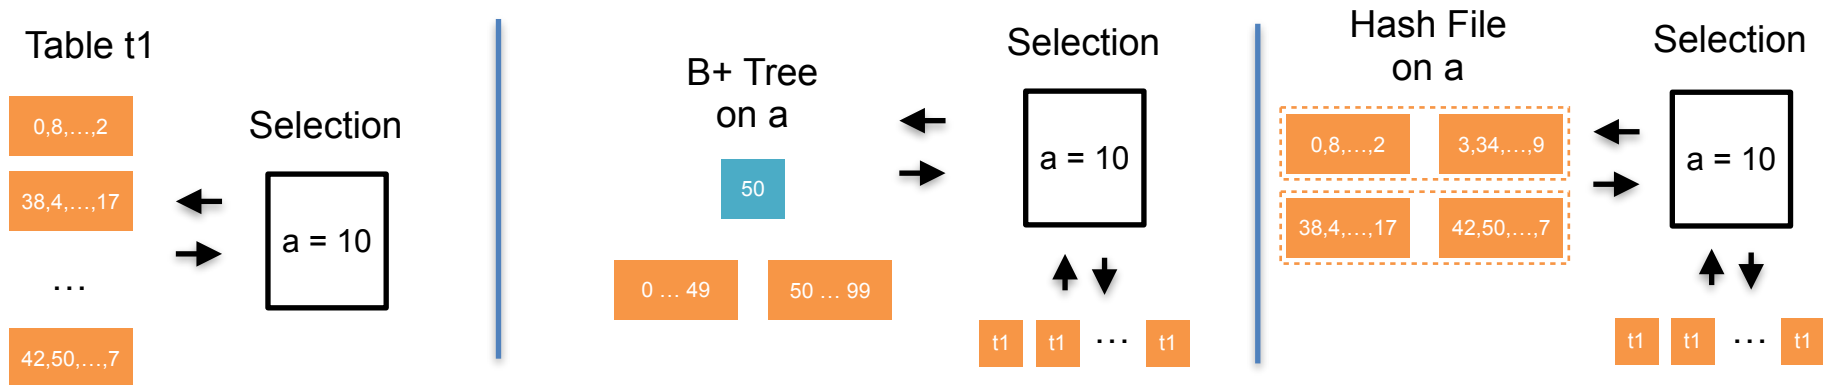 Table t1
0,8,...,2
38,4,...,17
...
42,50,...,7
Selection
a = 10
B+ Tree
on a
50
0 ... 49
50 ... 99
Selection
a = 10
t1 t1 ... t1
Hash File
on a
0,8,...,2
3,34,...,9
38,4,...,17
42,50,...,7
Selection
a = 10
t1 t1 ... t1